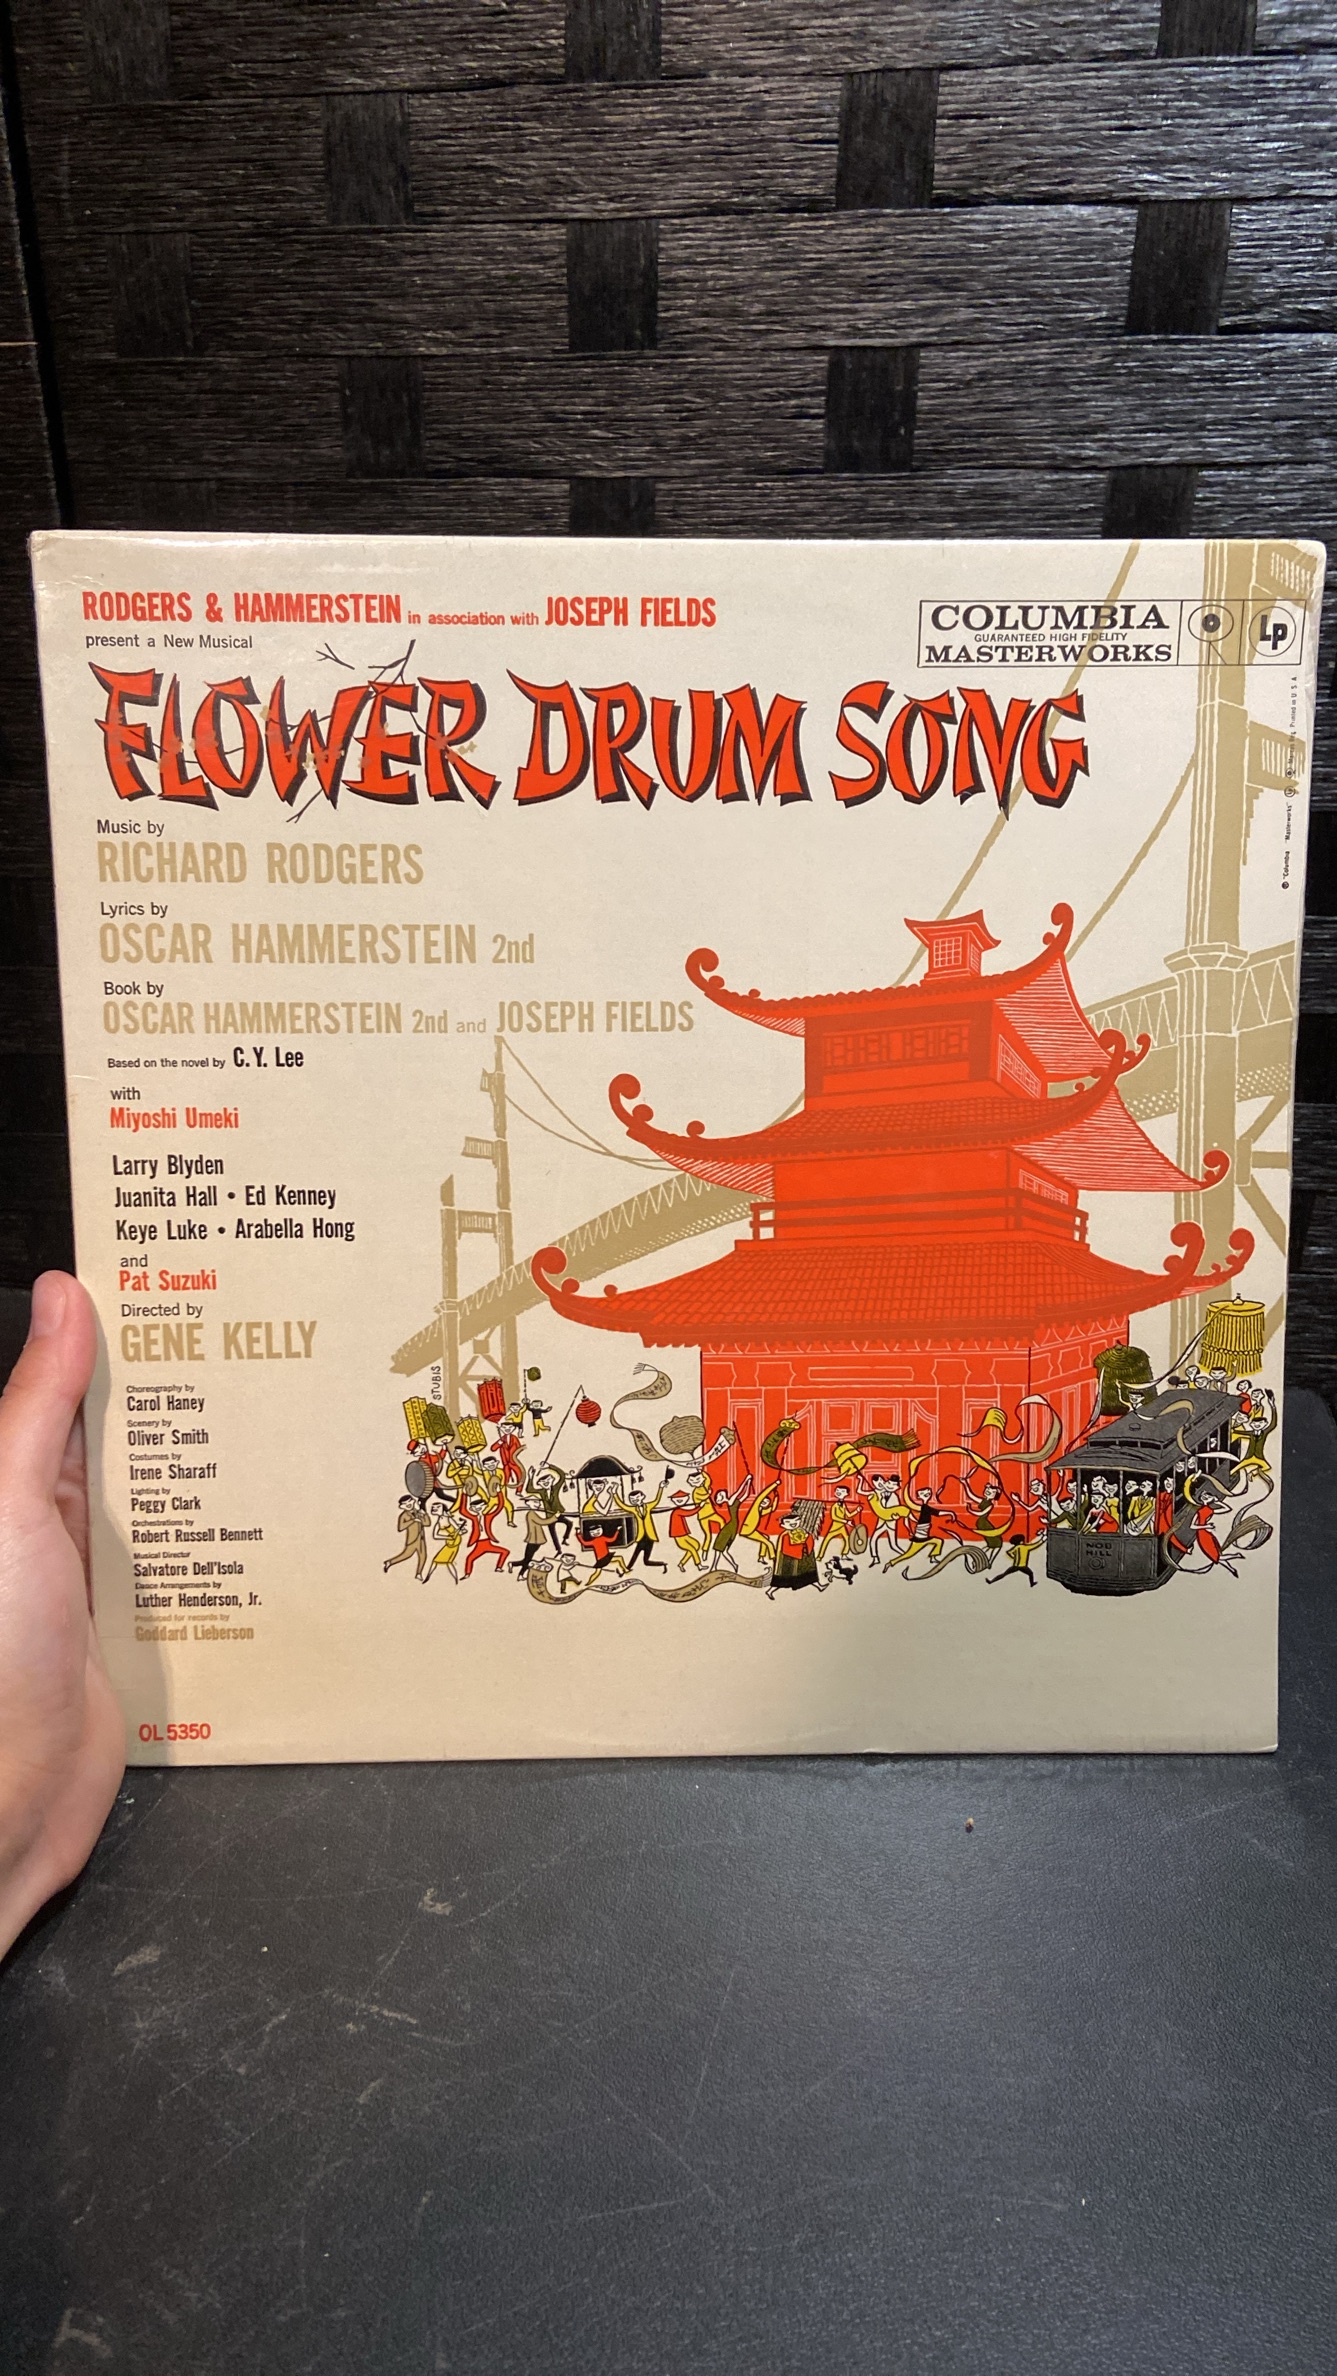 RODGERS & HAMMERSTEIN in association with JOSEPH FIELDS
present a New Musical
COLUMBIA
GUARANTEED HIGH FIDELITY
MASTERWORKS
Lp
FLOWER DRUM SONG
Music by
RICHARD RODGERS
Lyrics by
OSCAR HAMMERSTEIN 2nd
Book by
OSCAR HAMMERSTEIN 2nd and JOSEPH FIELDS
Based on the novel by C.Y. Lee
with
Miyoshi Umeki
Larry Blyden
Juanita Hall • Ed Kenney
Keye Luke • Arabella Hong
and
Pat Suzuki
Directed by
GENE KELLY
Choreography by
Carol Haney
Scenery by
Oliver Smith
Costumes by
Irene Sharaff
Lighting by
Peggy Clark
Orchestrations by
Robert Russell Bennett
Musical Director
Salvatore Dell'Isola
Dance Arrangements by
Luther Henderson, Jr.
Produced for records by
Goddard Lieberson
OL 5350
STUBIS
NOB
HILL
® "Columbia" "Masterworks" Printed in U. S. A.